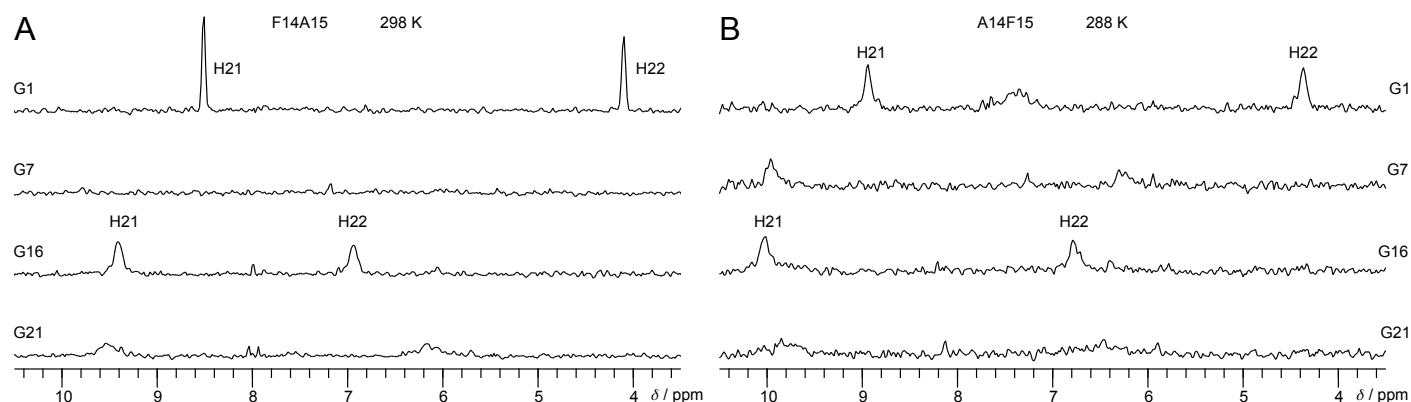 A
F14A15 298 K
H21
H22
G1
G7
H21 H22
G16
G21
10 9 8 7 6 5 4 δ / ppm
B
A14F15 288 K
H21
H22
G1
G7
H21 H22
G16
G21
10 9 8 7 6 5 4 δ / ppm